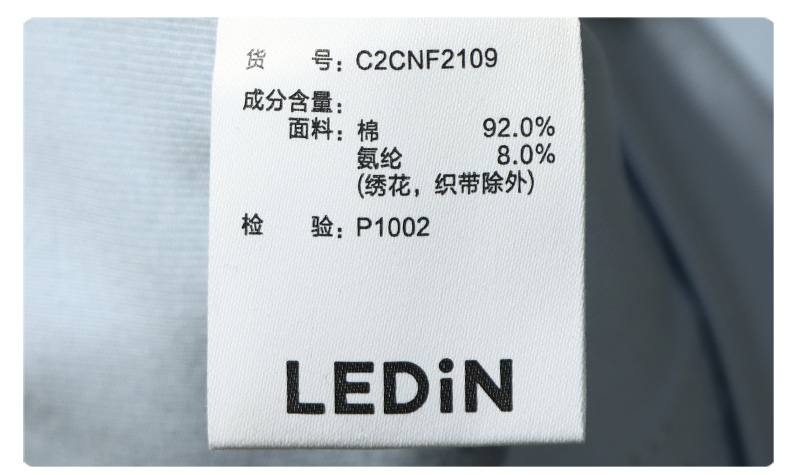 货 号：C2CNF2109
成分含量：
面料：棉 92.0%
氨纶 8.0%
(绣花，织带除外)
检 验：P1002
LEDiN